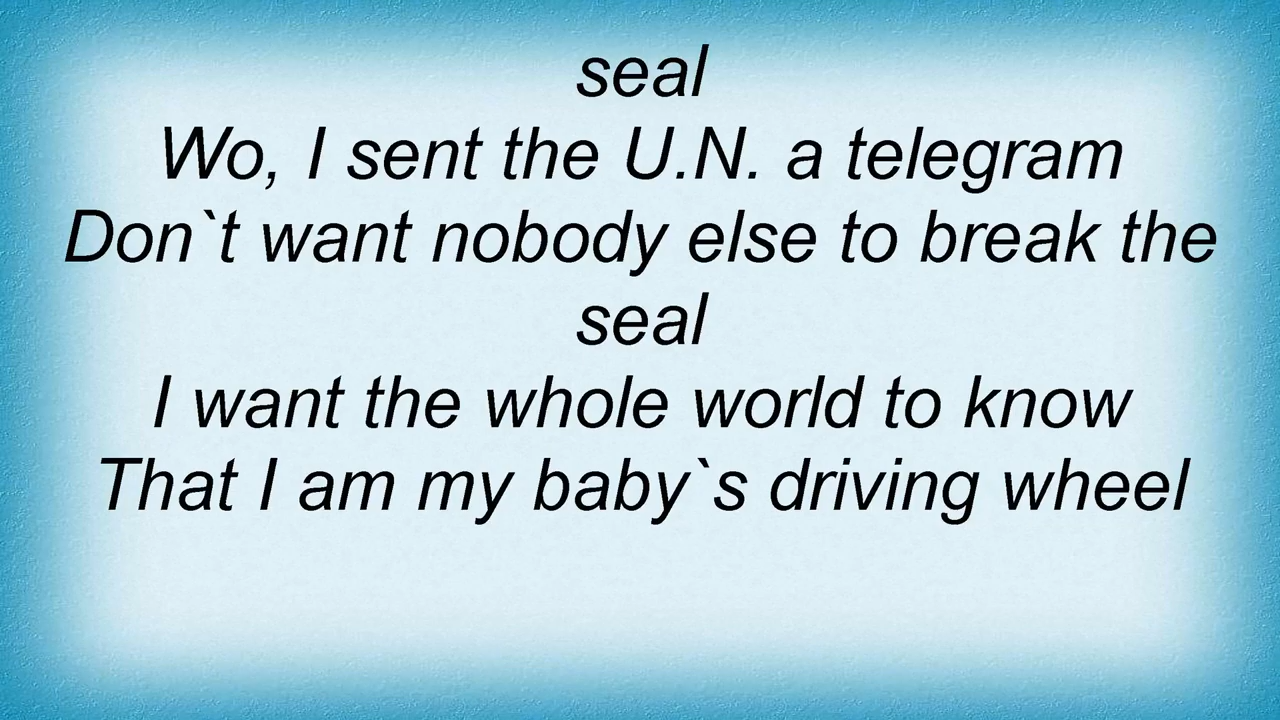 seal
Wo, I sent the U.N. a telegram
Don`t want nobody else to break the
seal
I want the whole world to know
That I am my baby`s driving wheel